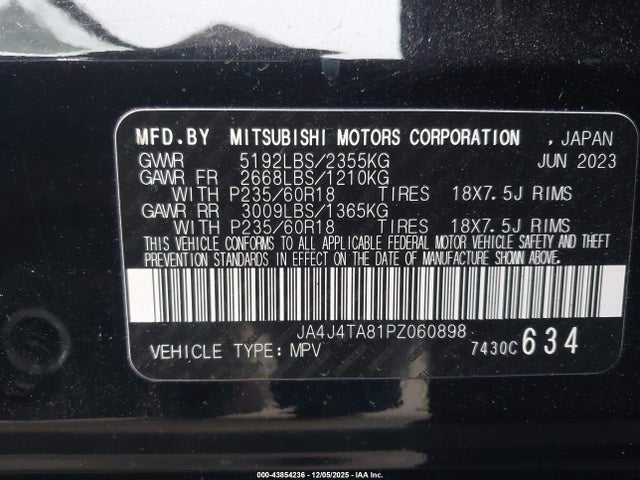 MFD.BY MITSUBISHI MOTORS CORPORATION , JAPAN
GVWR 5192LBS/2355KG JUN 2023
GAWR FR 2668LBS/1210KG
WITH P235/60R18 TIRES 18X7.5J RIMS
GAWR RR 3009LBS/1365KG
WITH P235/60R18 TIRES 18X7.5J RIMS
THIS VEHICLE CONFORMS TO ALL APPLICABLE FEDERAL MOTOR VEHICLE SAFETY AND THEFT
PREVENTION STANDARDS IN EFFECT ON THE DATE OF MANUFACTURE SHOWN ABOVE.
JA4J4TA81PZ060898
VEHICLE TYPE: MPV 7430C 634
000-43854236 - 12/05/2025 - IAA Inc.